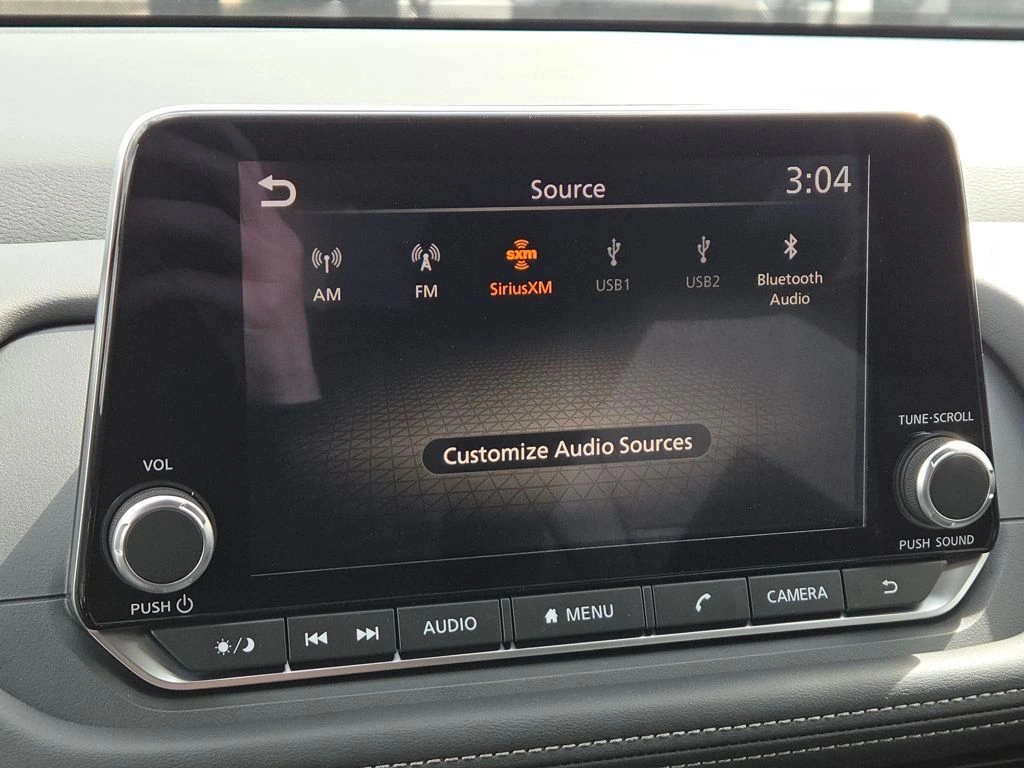 Source
3:04
AM
FM
sxm
SiriusXM
USB1
USB2
Bluetooth
Audio
Customize Audio Sources
VOL
PUSH
TUNE·SCROLL
PUSH SOUND
AUDIO
MENU
CAMERA